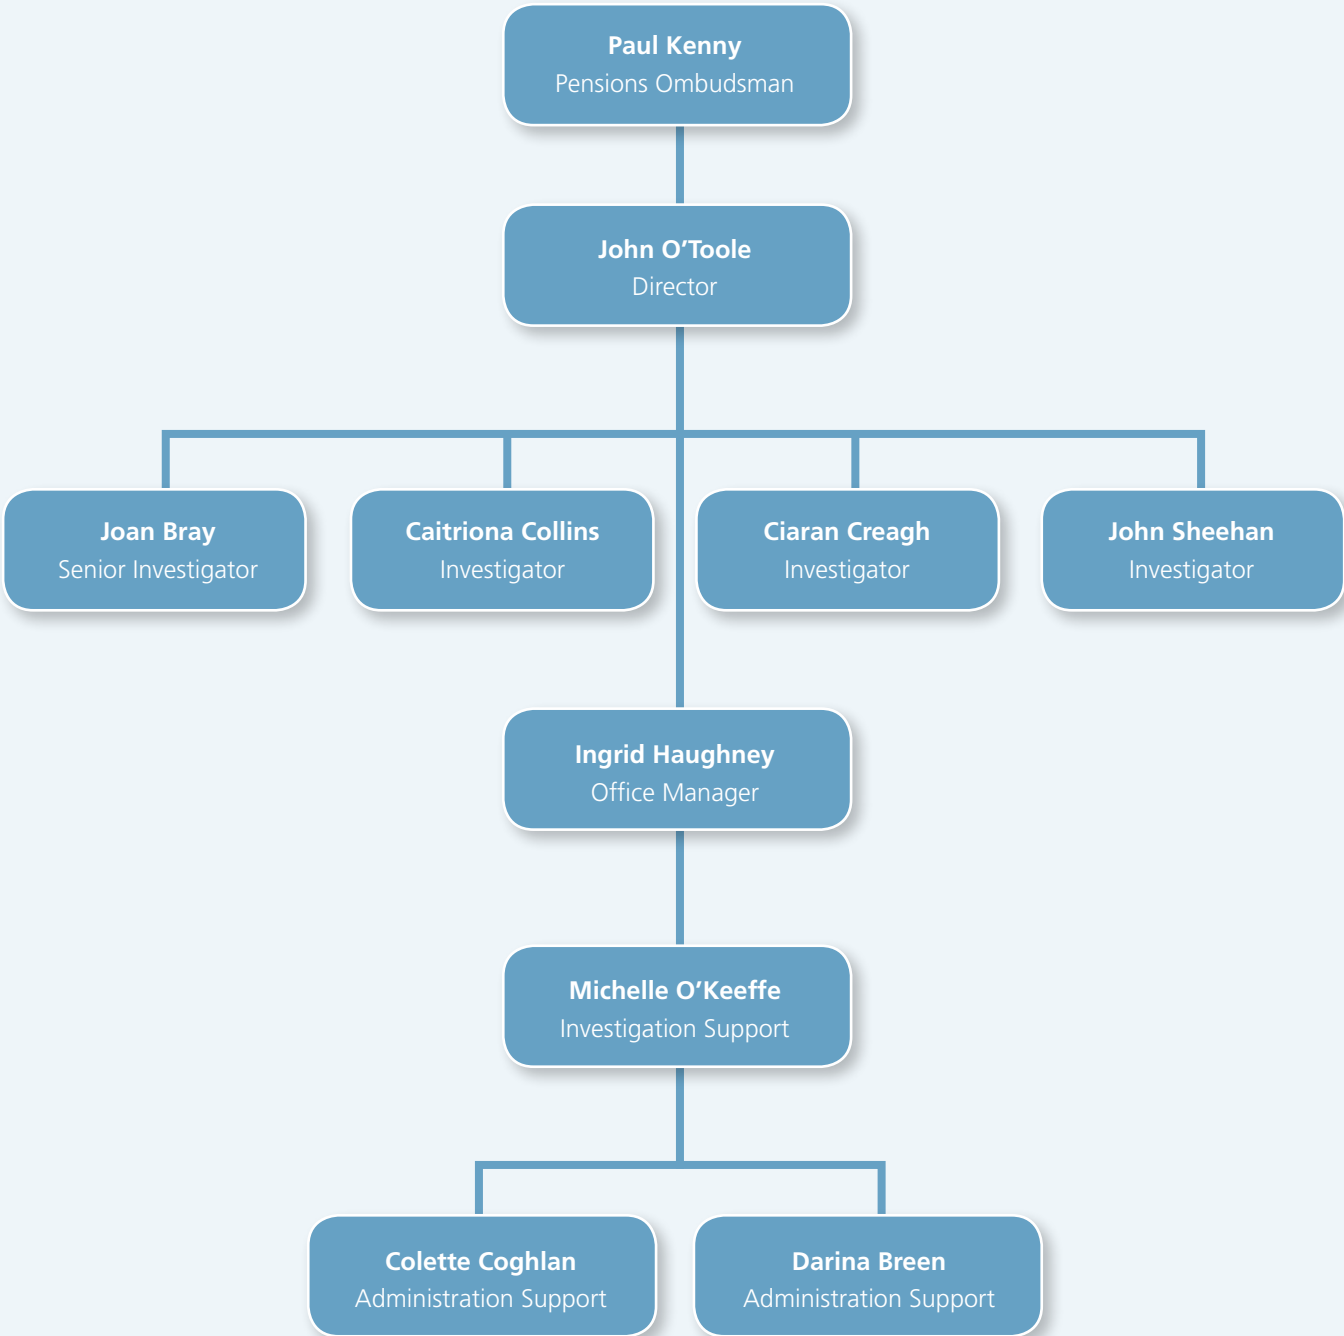 Paul Kenny
Pensions Ombudsman
John O’Toole
Director
Joan Bray
Senior Investigator
Caitriona Collins
Investigator
Ciaran Creagh
Investigator
John Sheehan
Investigator
Ingrid Haughney
Office Manager
Michelle O’Keeffe
Investigation Support
Colette Coghlan
Administration Support
Darina Breen
Administration Support